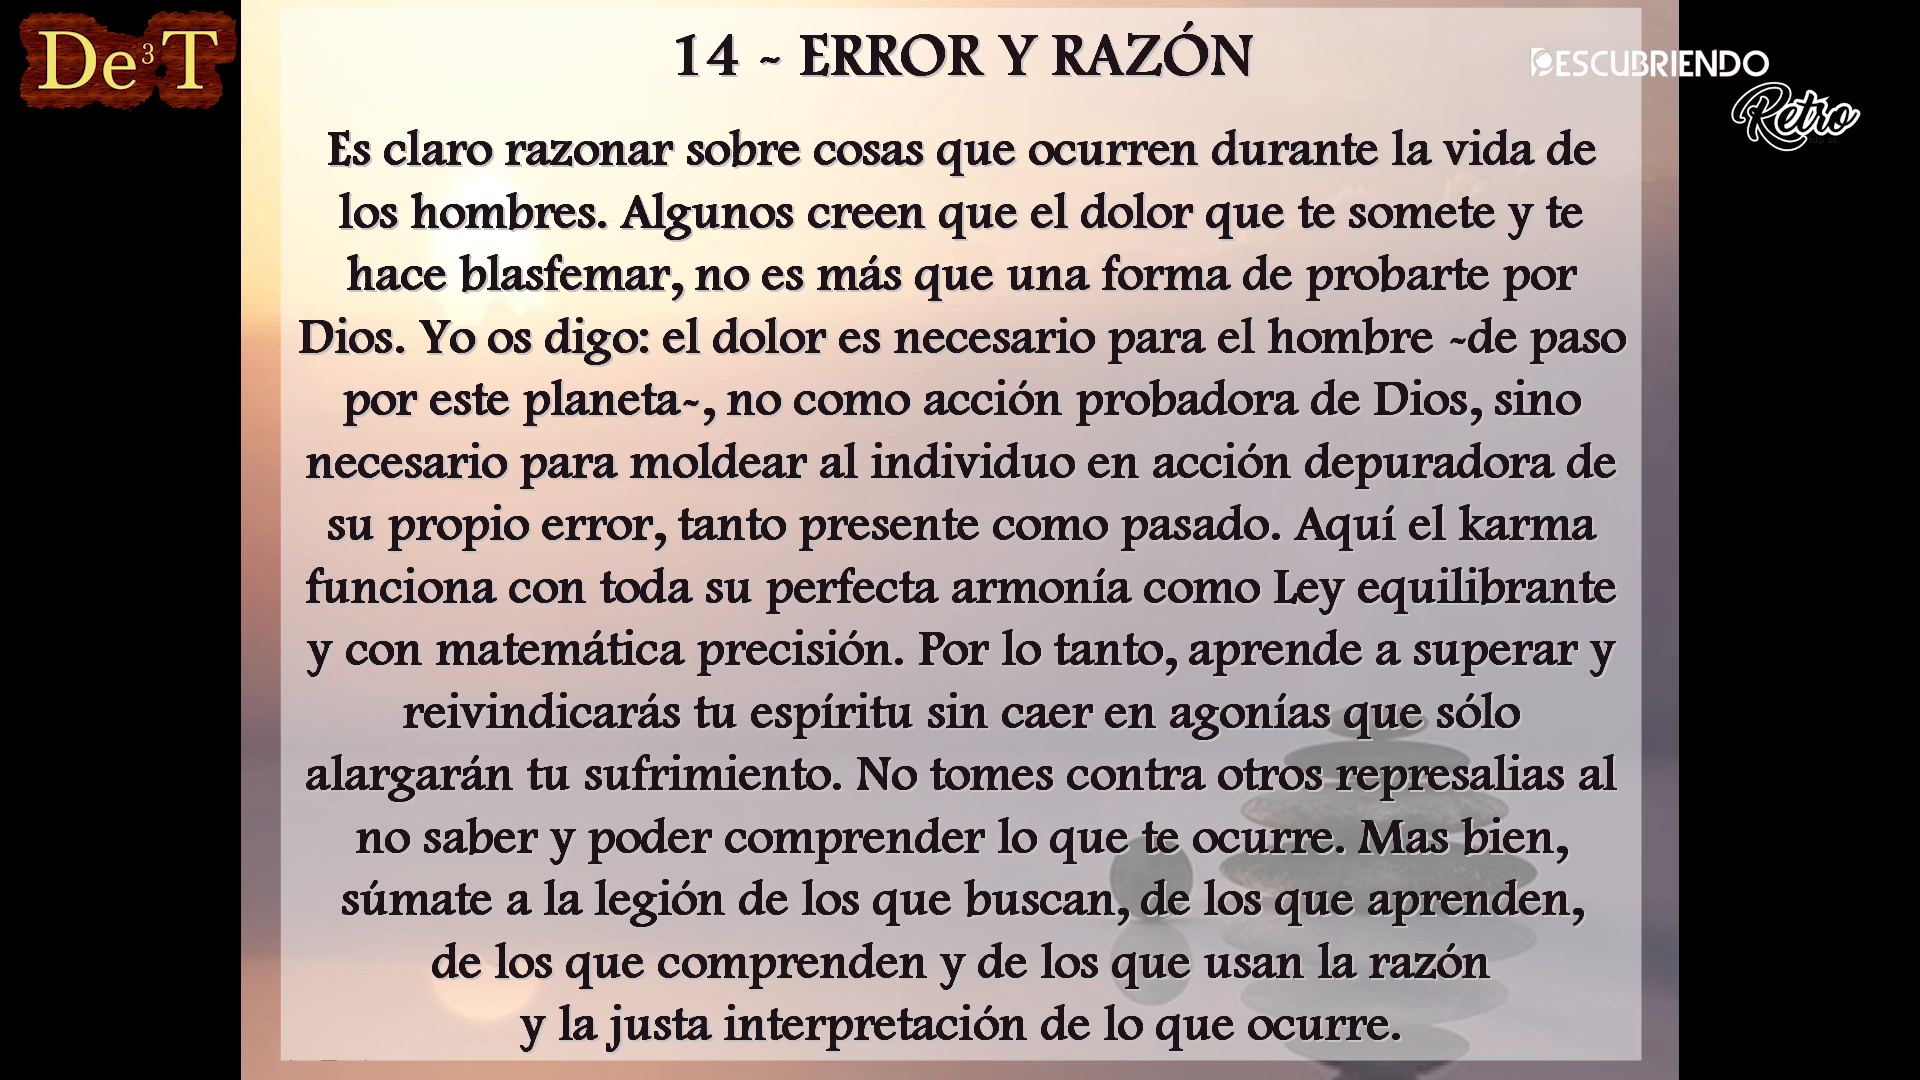 De³T
14 ~ ERROR Y RAZÓN
DESCUBRIENDO
Retro
Es claro razonar sobre cosas que ocurren durante la vida de
los hombres. Algunos creen que el dolor que te somete y te
hace blasfemar, no es más que una forma de probarte por
Dios. Yo os digo: el dolor es necesario para el hombre ~de paso
por este planeta~, no como acción probadora de Dios, sino
necesario para moldear al individuo en acción depuradora de
su propio error, tanto presente como pasado. Aquí el karma
funciona con toda su perfecta armonía como Ley equilibrante
y con matemática precisión. Por lo tanto, aprende a superar y
reivindicarás tu espíritu sin caer en agonías que sólo
alargarán tu sufrimiento. No tomes contra otros represalias al
no saber y poder comprender lo que te ocurre. Mas bien,
súmate a la legión de los que buscan, de los que aprenden,
de los que comprenden y de los que usan la razón
y la justa interpretación de lo que ocurre.